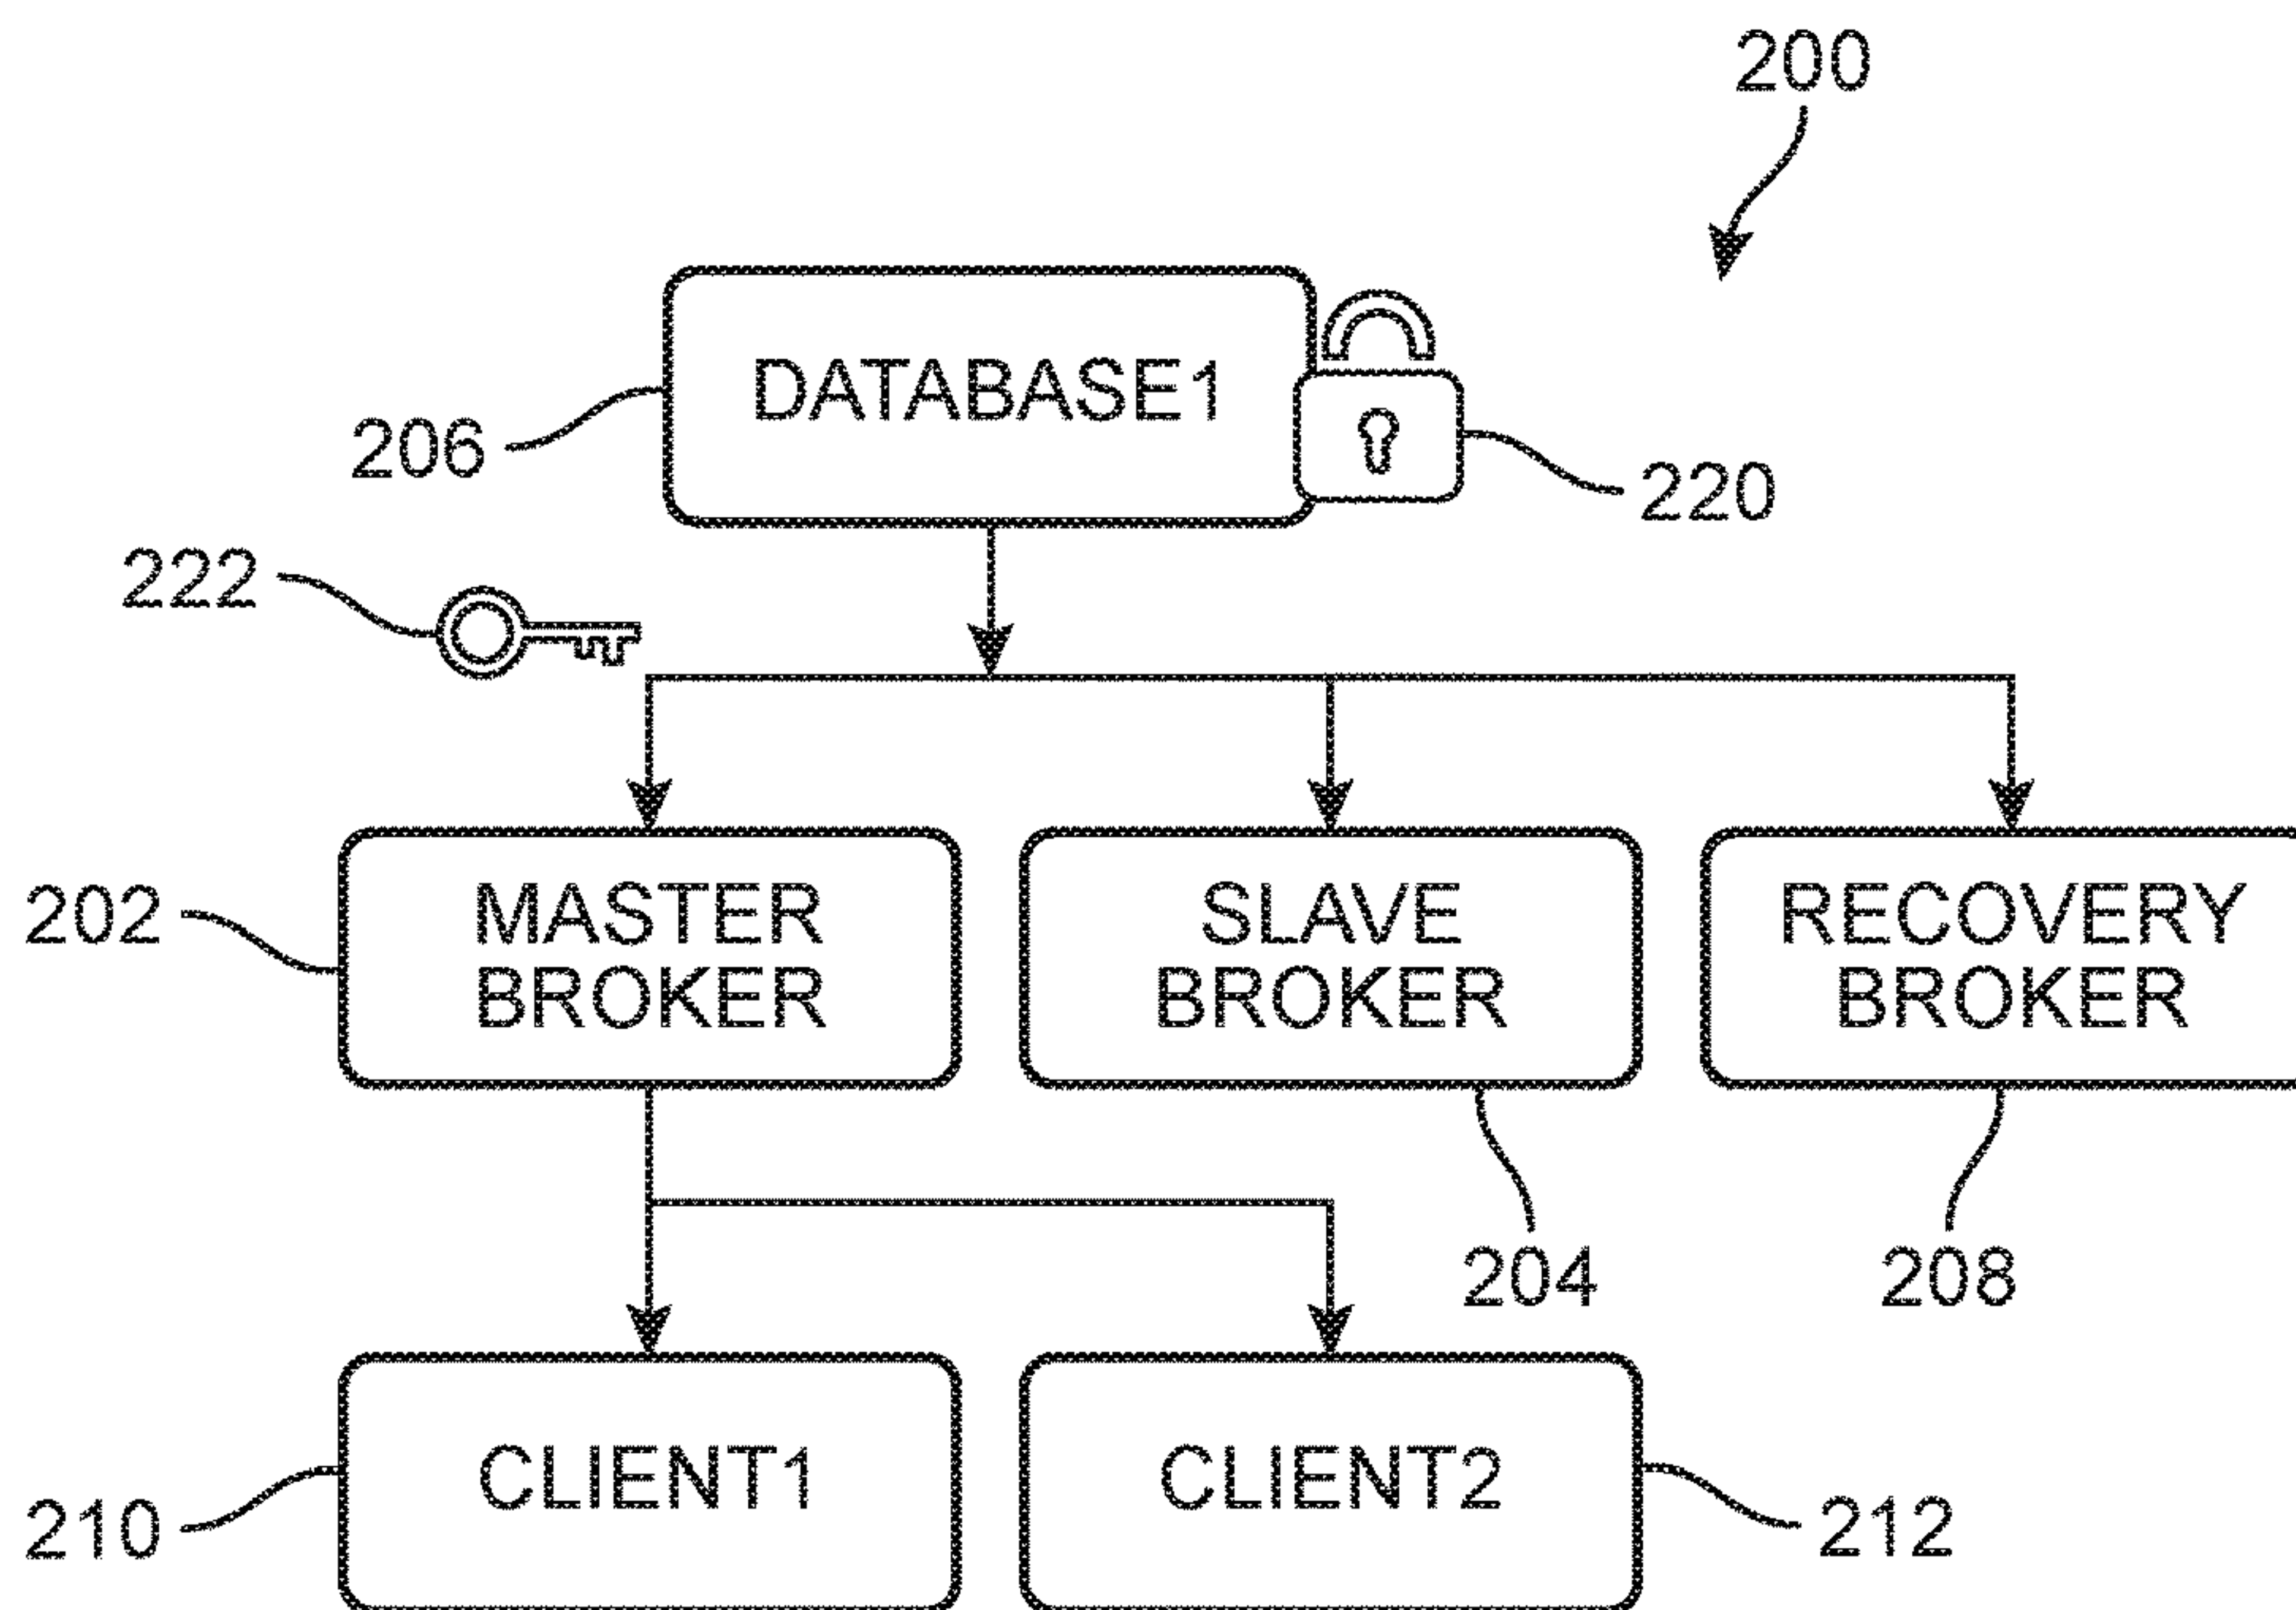 200
DATABASE1
206
220
222
202
MASTER
BROKER
SLAVE
BROKER
RECOVERY
BROKER
204
208
210
CLIENT1
CLIENT2
212